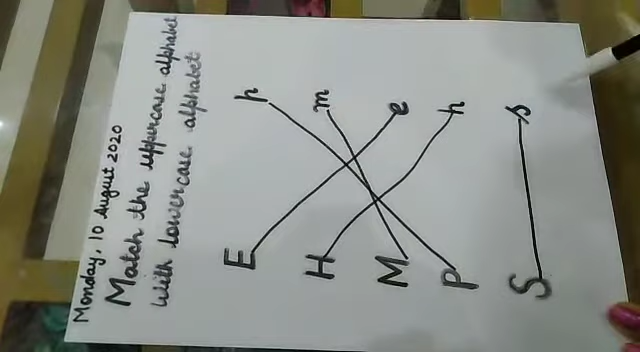 Monday, 10 August 2020
Match the uppercase alphabet
with lowercase alphabet
E p
H m
M e
P h
S s